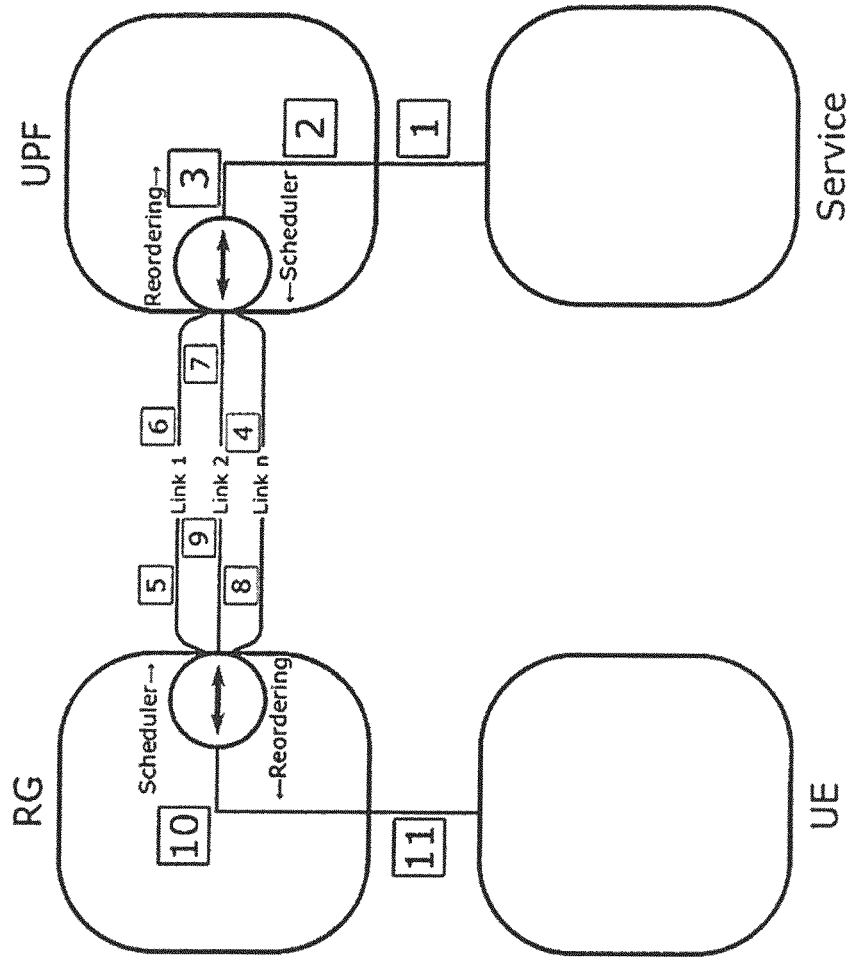 RG
UPF
Scheduler→
5
6
Reordering→
10
Link 1
3
9
7
Link 2
8
4
Link n
←Reordering
←Scheduler
2
11
1
UE
Service